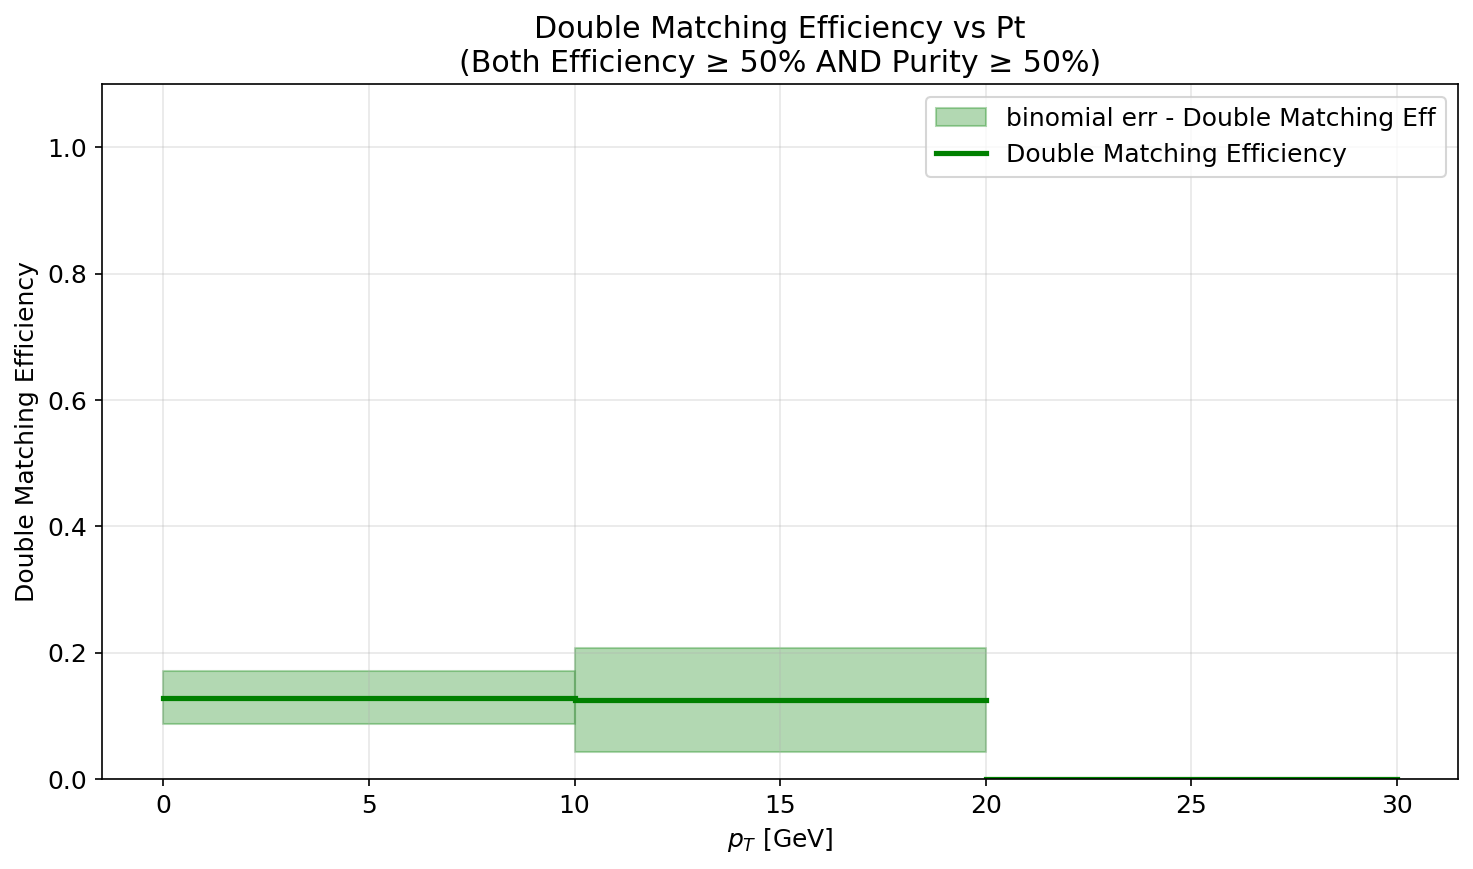 Double Matching Efficiency vs Pt
(Both Efficiency ≥ 50% AND Purity ≥ 50%)
binomial err - Double Matching Eff
Double Matching Efficiency
Double Matching Efficiency
1.0
0.8
0.6
0.4
0.2
0.0
0 5 10 15 20 25 30
p_T [GeV]